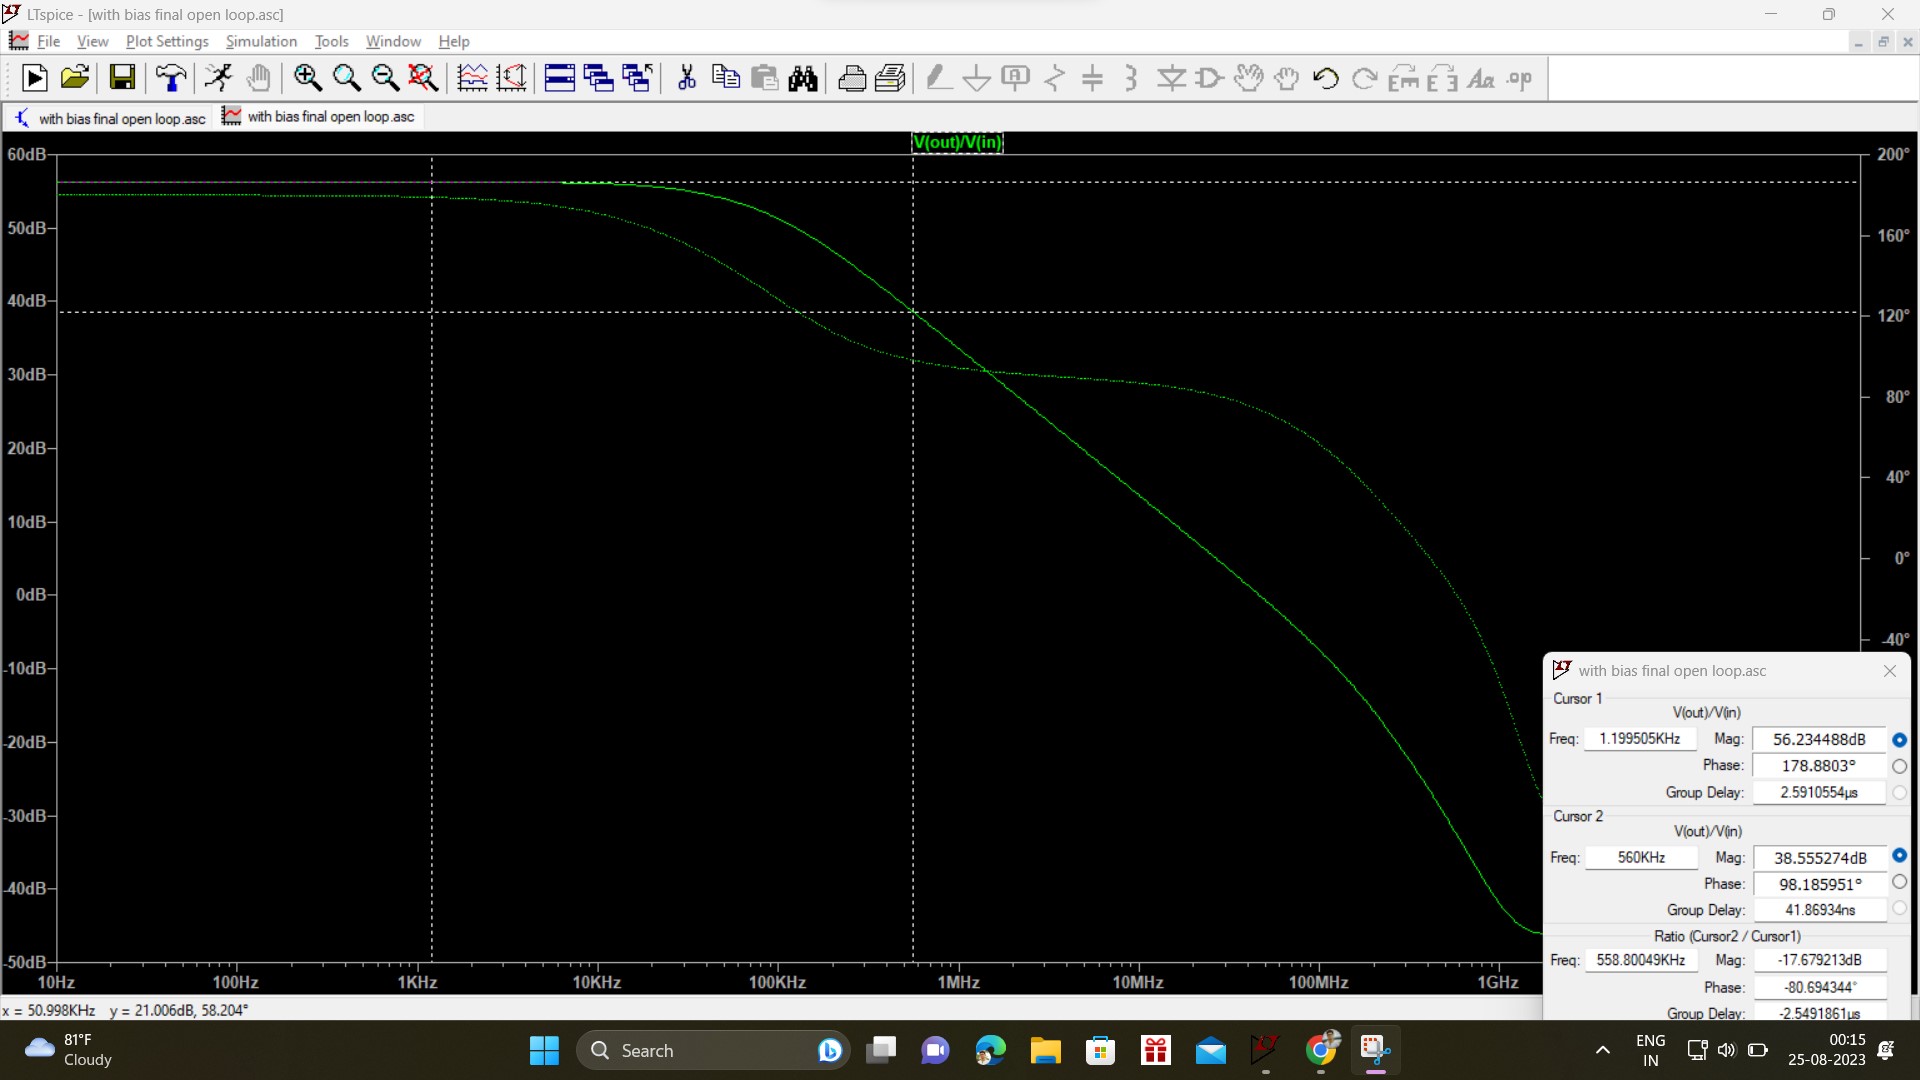 LTspice - [with bias final open loop.asc]
File View Plot Settings Simulation Tools Window Help
Aa .op
with bias final open loop.asc with bias final open loop.asc
V(out)/V(in)
60dB 200°
50dB 160°
40dB 120°
30dB 80°
20dB 40°
10dB 0°
0dB -40°
-10dB
-20dB
-30dB
-40dB
-50dB
10Hz 100Hz 1KHz 10KHz 100KHz 1MHz 10MHz 100MHz 1GHz
with bias final open loop.asc
Cursor 1
V(out)/V(in)
Freq: 1.199505KHz Mag: 56.234488dB
Phase: 178.8803°
Group Delay: 2.5910554µs
Cursor 2
V(out)/V(in)
Freq: 560KHz Mag: 38.555274dB
Phase: 98.185951°
Group Delay: 41.86934ns
Ratio (Cursor2 / Cursor1)
Freq: 558.80049KHz Mag: -17.679213dB
Phase: -80.694344°
Group Delay: -2.5491861µs
x = 50.998KHz y = 21.006dB, 58.204°
81°F
Cloudy
Search
ENG
IN
00:15
25-08-2023